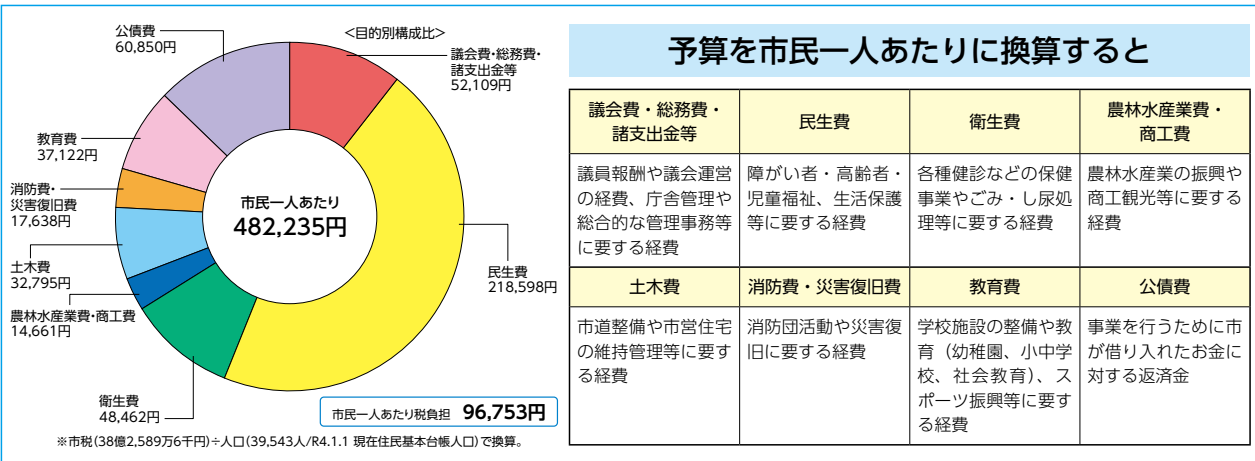 <目的別構成比>
公債費
60,850円
議会費・総務費・
諸支出金等
52,109円
教育費
37,122円
消防費・
災害復旧費
17,638円
土木費
32,795円
農林水産業費・商工費
14,661円
衛生費
48,462円
民生費
218,598円
市民一人あたり
482,235円
市民一人あたり税負担 96,753円
※市税(38億2,589万6千円)÷人口(39,543人/R4.1.1 現在住民基本台帳人口)で換算。
予算を市民一人あたりに換算すると
議会費・総務費・
諸支出金等
民生費
衛生費
農林水産業費・
商工費
議員報酬や議会運営
の経費、庁舎管理や
総合的な管理事務等
に要する経費
障がい者・高齢者・
児童福祉、生活保護
等に要する経費
各種健診などの保健
事業やごみ・し尿処
理等に要する経費
農林水産業の振興や
商工観光等に要する
経費
土木費
消防費・災害復旧費
教育費
公債費
市道整備や市営住宅
の維持管理等に要す
る経費
消防団活動や災害復
旧に要する経費
学校施設の整備や教
育（幼稚園、小中学
校、社会教育）、ス
ポーツ振興等に要す
る経費
事業を行うために市
が借り入れたお金に
対する返済金